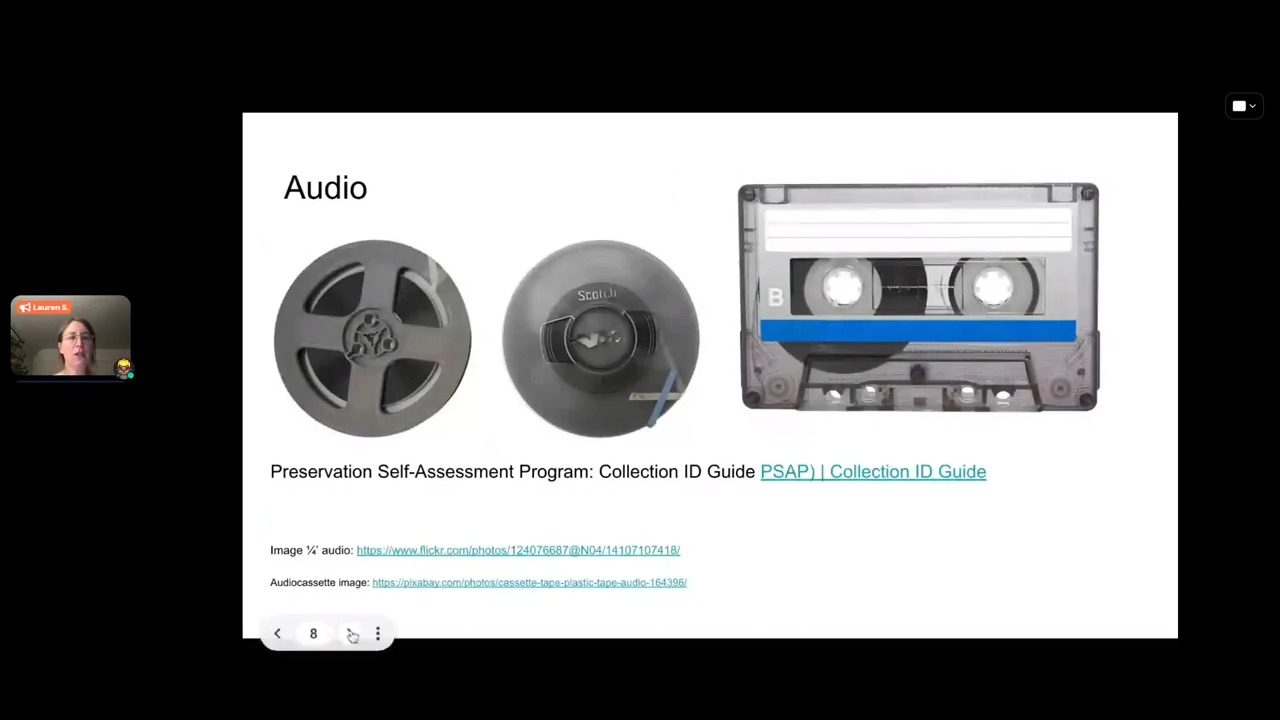 Audio
Scotch
B
Lauren S.
Preservation Self-Assessment Program: Collection ID Guide PSAP) | Collection ID Guide
Image ¼’ audio: https://www.flickr.com/photos/124076687@N04/14107107418/
Audiocassette image: https://pixabay.com/photos/cassette-tape-plastic-tape-audio-164396/
8